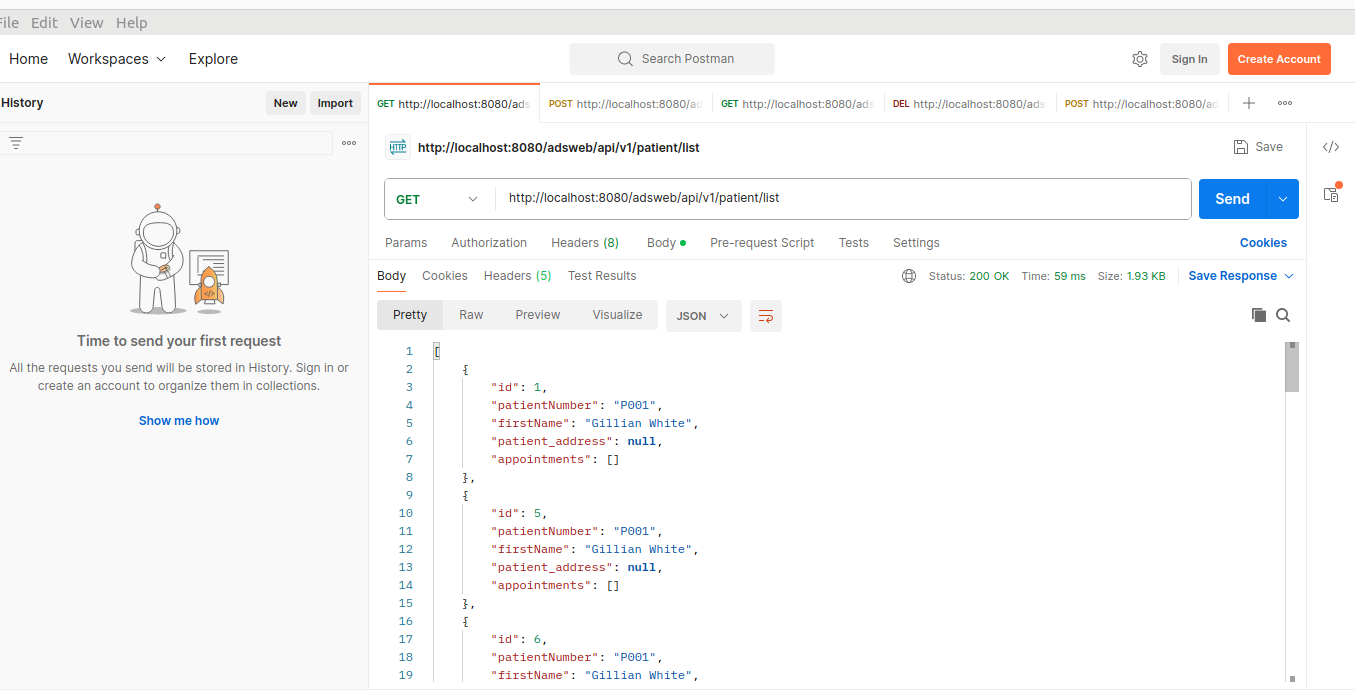 File Edit View Help
Home Workspaces Explore Search Postman Sign In Create Account
History New Import
GET http://localhost:8080/ads POST http://localhost:8080/ad GET http://localhost:8080/ads DEL http://localhost:8080/ads POST http://localhost:8080/ad
HTTP http://localhost:8080/adsweb/api/v1/patient/list Save </>
GET http://localhost:8080/adsweb/api/v1/patient/list Send
Params Authorization Headers (8) Body Pre-request Script Tests Settings Cookies
Body Cookies Headers (5) Test Results Status: 200 OK Time: 59 ms Size: 1.93 KB Save Response
Pretty Raw Preview Visualize JSON
Time to send your first request
All the requests you send will be stored in History. Sign in or
create an account to organize them in collections.
Show me how
1 [
2 {
3 "id": 1,
4 "patientNumber": "P001",
5 "firstName": "Gillian White",
6 "patient_address": null,
7 "appointments": []
8 },
9 {
10 "id": 5,
11 "patientNumber": "P001",
12 "firstName": "Gillian White",
13 "patient_address": null,
14 "appointments": []
15 },
16 {
17 "id": 6,
18 "patientNumber": "P001",
19 "firstName": "Gillian White",